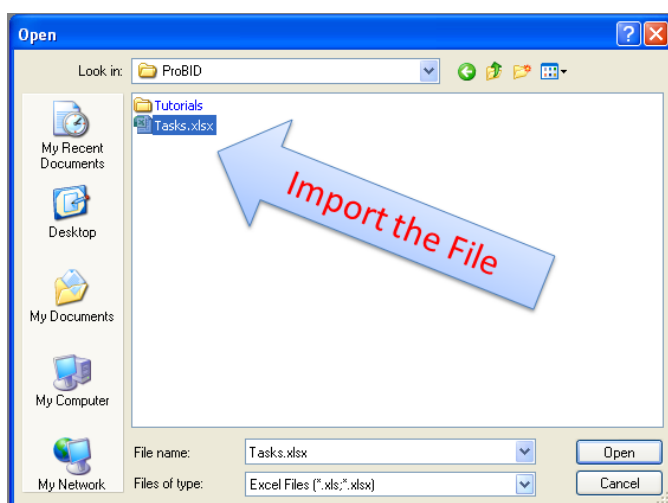 Open
Look in:
ProBID
Tutorials
Tasks.xlsx
My Recent
Documents
Desktop
My Documents
My Computer
My Network
Import the File
File name:
Tasks.xlsx
Open
Files of type:
Excel Files (*.xls;*.xlsx)
Cancel